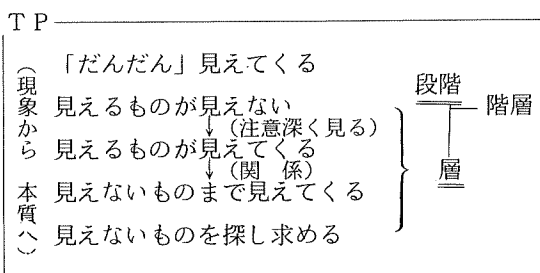 TP
「だんだん」見えてくる
見えるものが見えない
↓（注意深く見る）
見えるものが見えてくる
↓（関　係）
見えないものまで見えてくる
見えないものを探し求める
（現象から　本質へ）
段階
階層
層